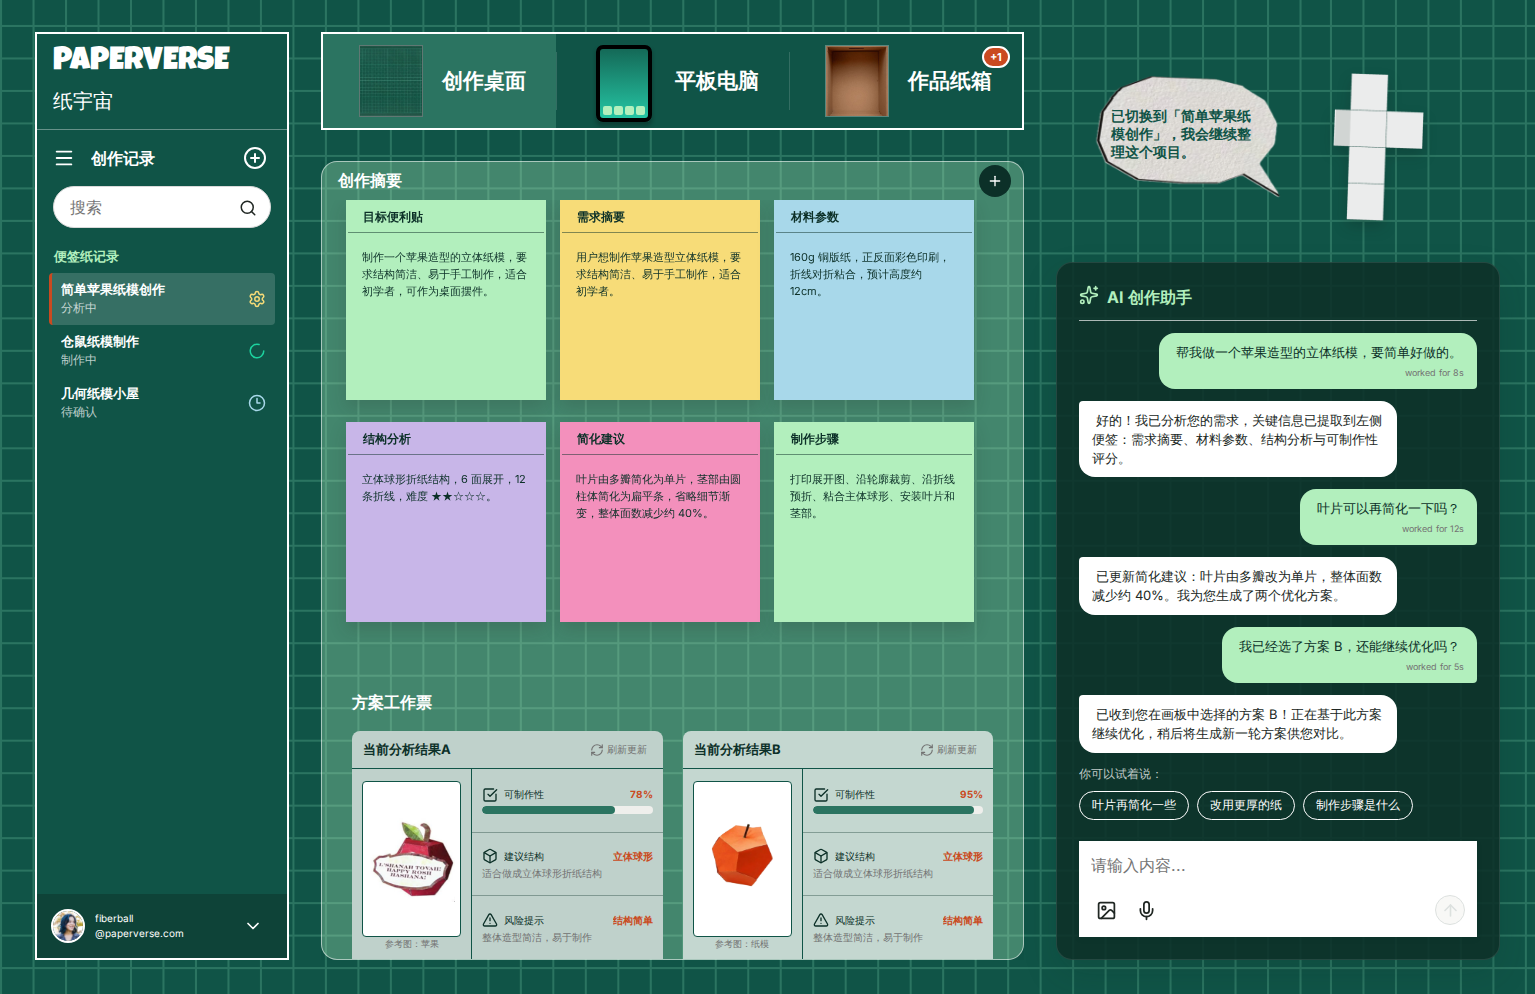 PAPERVERSE
纸宇宙
创作记录
搜索
便签纸记录
简单苹果纸模创作
分析中
仓鼠纸模制作
制作中
几何纸模小屋
待确认
fiberball
@paperverse.com
创作桌面
平板电脑
作品纸箱
+1
创作摘要
目标便利贴
制作一个苹果造型的立体纸模，要
求结构简洁、易于手工制作，适合
初学者，可作为桌面摆件。
需求摘要
用户想制作苹果造型立体纸模，要
求结构简洁、易于手工制作，适合
初学者。
材料参数
160g 铜版纸，正反面彩色印刷，
折线对折粘合，预计高度约
12cm。
结构分析
立体球形折纸结构，6 面展开，12
条折线，难度 ★★☆☆☆。
简化建议
叶片由多瓣简化为单片，茎部由圆
柱体简化为扁平条，省略细节渐
变，整体面数减少约 40%。
制作步骤
打印展开图、沿轮廓裁剪、沿折线
预折、粘合主体球形、安装叶片和
茎部。
方案工作票
当前分析结果A
刷新更新
L'SHANAH TOVAH!
HAPPY ROSH
HASHANA!
参考图：苹果
可制作性
78%
建议结构
立体球形
适合做成立体球形折纸结构
风险提示
结构简单
整体造型简洁，易于制作
当前分析结果B
刷新更新
参考图：纸模
可制作性
95%
建议结构
立体球形
适合做成立体球形折纸结构
风险提示
结构简单
整体造型简洁，易于制作
已切换到「简单苹果纸
模创作」，我会继续整
理这个项目。
AI 创作助手
帮我做一个苹果造型的立体纸模，要简单好做的。
worked for 8s
好的！我已分析您的需求，关键信息已提取到左侧
便签：需求摘要、材料参数、结构分析与可制作性
评分。
叶片可以再简化一下吗？
worked for 12s
已更新简化建议：叶片由多瓣改为单片，整体面数
减少约 40%。我为您生成了两个优化方案。
我已经选了方案 B，还能继续优化吗？
worked for 5s
已收到您在画板中选择的方案 B！正在基于此方案
继续优化，稍后将生成新一轮方案供您对比。
你可以试着说：
叶片再简化一些
改用更厚的纸
制作步骤是什么
请输入内容...